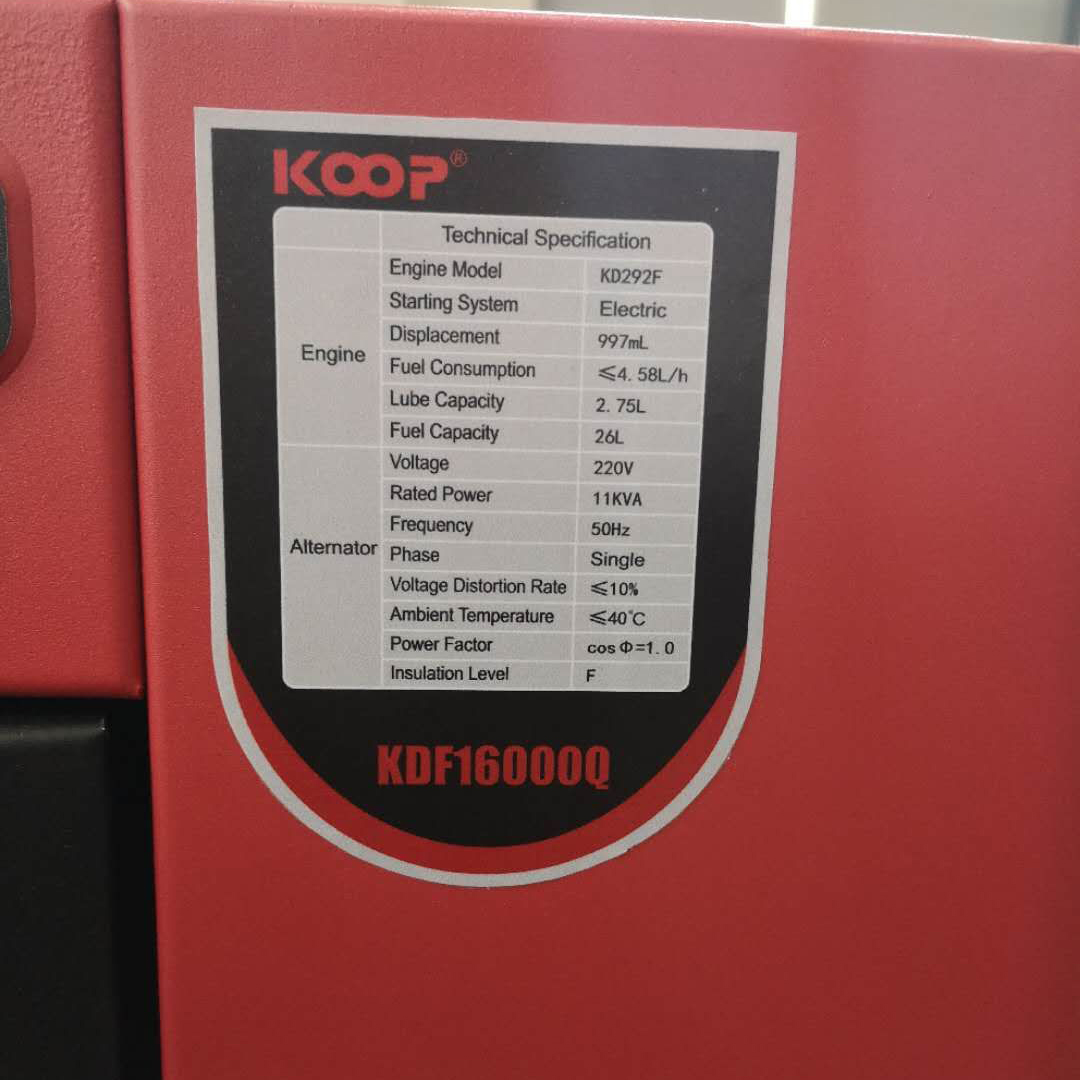 KOOP®
Technical Specification
Engine
Engine Model KD292F
Starting System Electric
Displacement 997mL
Fuel Consumption ≤4.58L/h
Lube Capacity 2.75L
Fuel Capacity 26L
Alternator
Voltage 220V
Rated Power 11KVA
Frequency 50Hz
Phase Single
Voltage Distortion Rate ≤10%
Ambient Temperature ≤40°C
Power Factor cosΦ=1.0
Insulation Level F
KDF16000Q